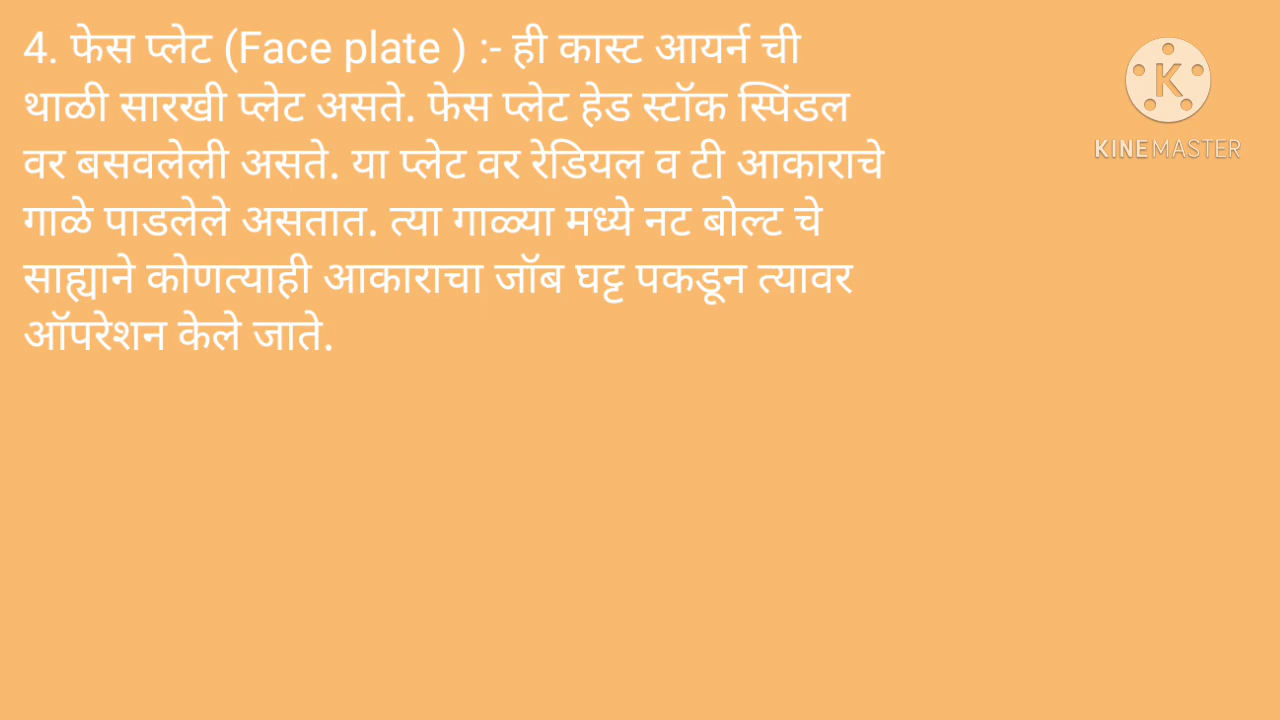 4. फेस प्लेट (Face plate ) :- ही कास्ट आयर्न ची
थाळी सारखी प्लेट असते. फेस प्लेट हेड स्टॉक स्पिंडल
वर बसवलेली असते. या प्लेट वर रेडियल व टी आकाराचे
गाळे पाडलेले असतात. त्या गाळ्या मध्ये नट बोल्ट चे
साह्याने कोणत्याही आकाराचा जॉब घट्ट पकडून त्यावर
ऑपरेशन केले जाते.
K
KINEMASTER